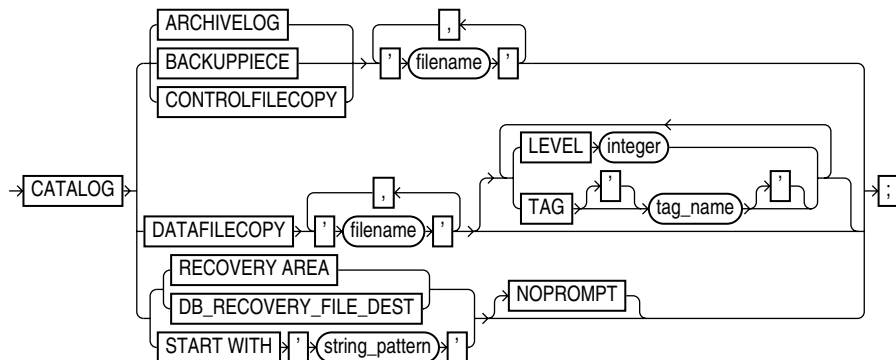 ARCHIVELOG
,
BACKUPPIECE ' filename '
CONTROLFILECOPY
LEVEL integer
CATALOG ;
, TAG ' tag_name '
DATAFILECOPY ' filename '
RECOVERY AREA
DB_RECOVERY_FILE_DEST NOPROMPT
START WITH ' string_pattern '